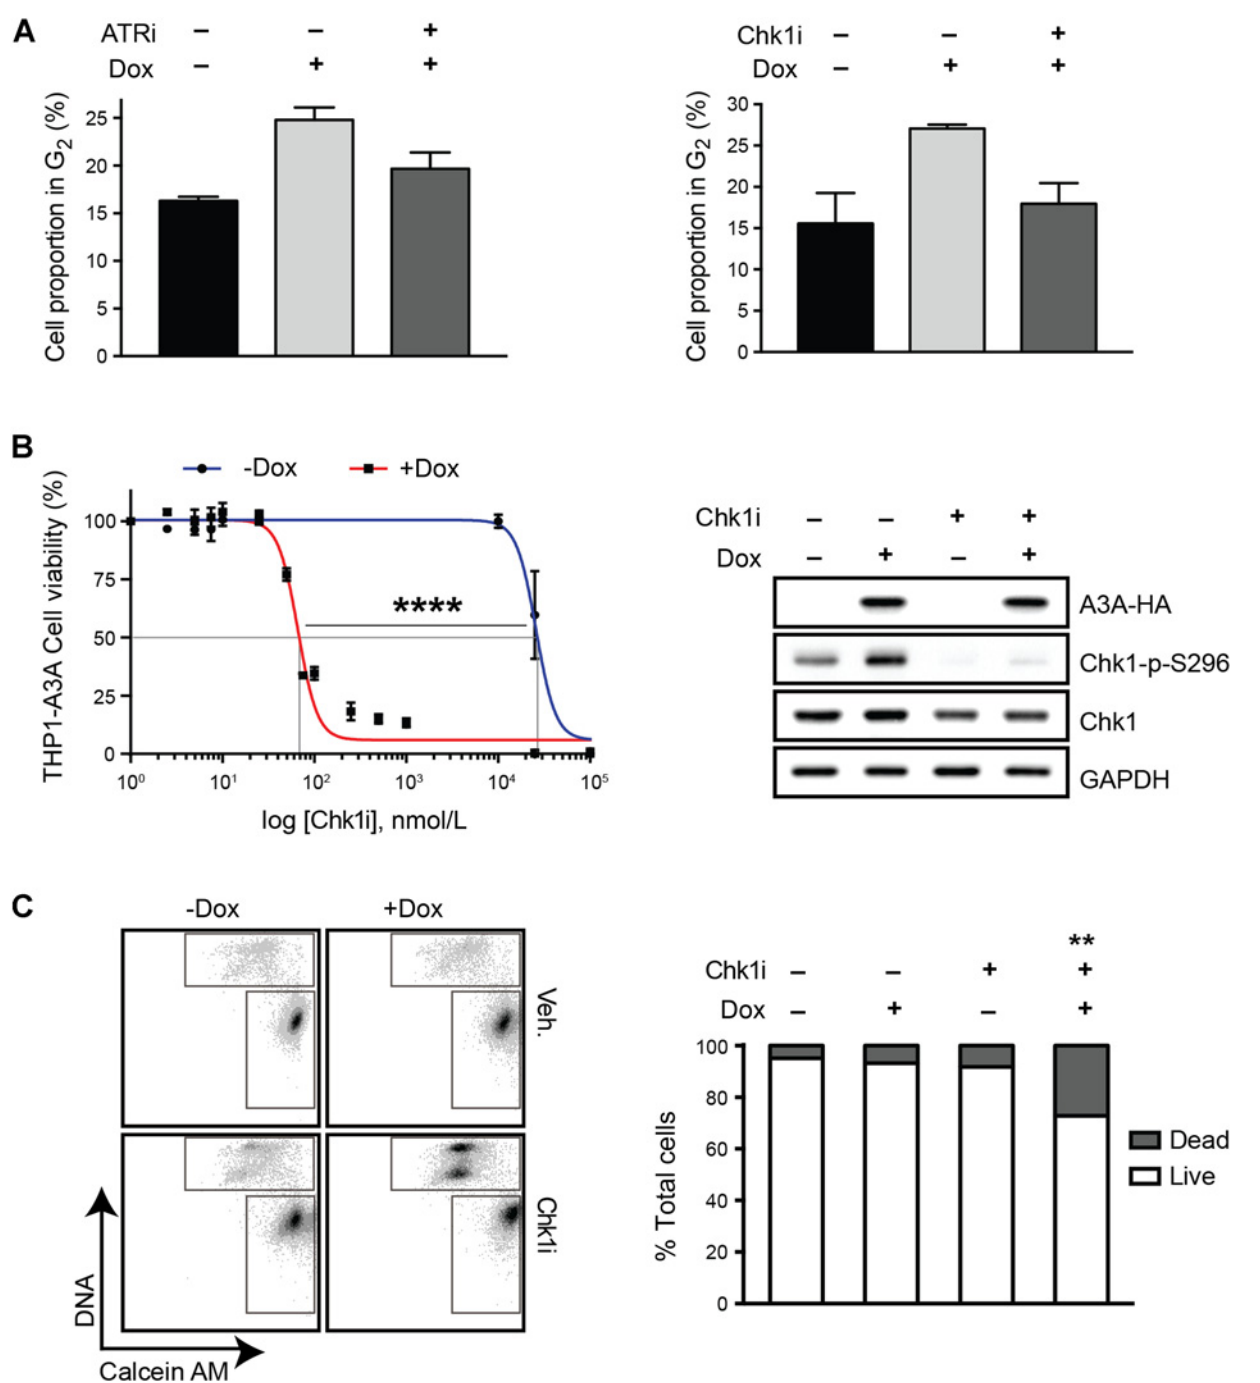 A
ATRi – – +
Dox – + +
Cell proportion in G2 (%)
25
20
15
10
5
0
Chk1i – – +
Dox – + +
Cell proportion in G2 (%)
30
25
20
15
10
5
0
B
-Dox +Dox
THP1-A3A Cell viability (%)
100
75
50
25
0
****
10⁰ 10¹ 10² 10³ 10⁴ 10⁵
log [Chk1i], nmol/L
Chk1i – – + +
Dox – + – +
A3A-HA
Chk1-p-S296
Chk1
GAPDH
C
-Dox +Dox
Veh.
Chk1i
DNA
Calcein AM
**
Chk1i – – + +
Dox – + – +
% Total cells
100
80
60
40
20
0
Dead
Live